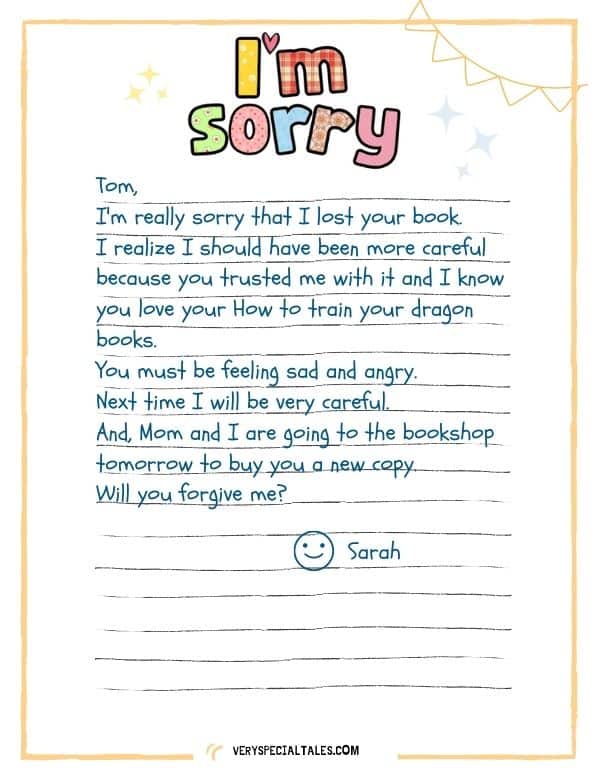 I'm
sorry
Tom,
I'm really sorry that I lost your book.
I realize I should have been more careful
because you trusted me with it and I know
you love your How to train your dragon
books.
You must be feeling sad and angry.
Next time I will be very careful.
And, Mom and I are going to the bookshop
tomorrow to buy you a new copy.
Will you forgive me?
Sarah
VERYSPECIALTALES.COM